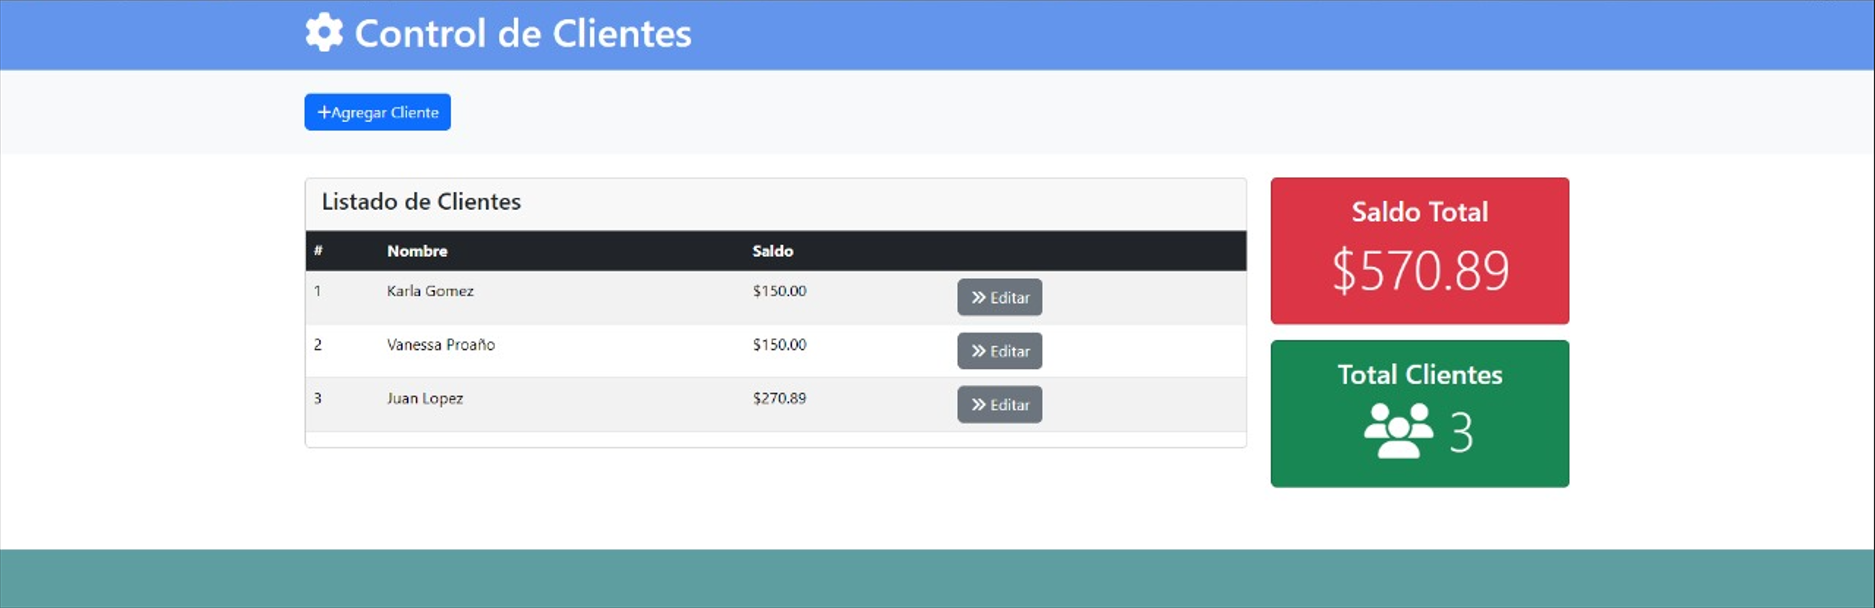 Control de Clientes
+Agregar Cliente
Listado de Clientes
# Nombre Saldo
1 Karla Gomez $150.00 Editar
2 Vanessa Proaño $150.00 Editar
3 Juan Lopez $270.89 Editar
Saldo Total
$570.89
Total Clientes
3